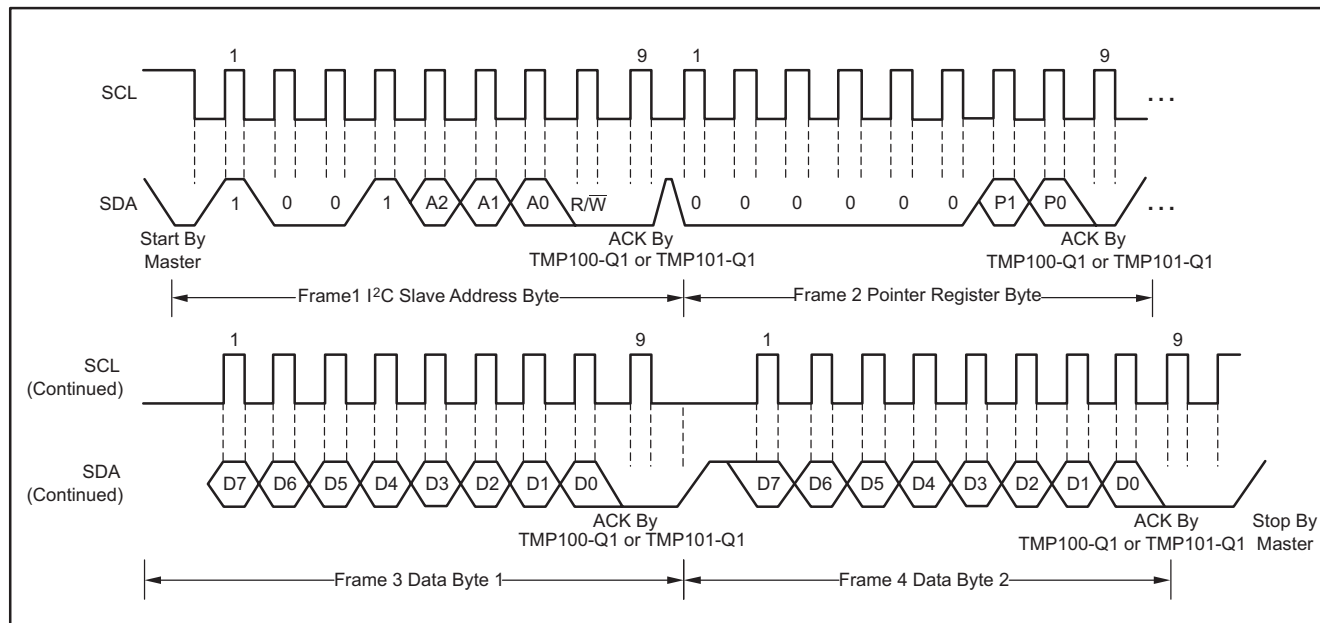 1 9 1 9
SCL ...
SDA 1 0 0 1 A2 A1 A0 R/W̅ 0 0 0 0 0 0 P1 P0 ...
Start By Master
ACK By TMP100-Q1 or TMP101-Q1
ACK By TMP100-Q1 or TMP101-Q1
Frame1 I²C Slave Address Byte
Frame 2 Pointer Register Byte
1 9 1 9
SCL (Continued)
SDA (Continued) D7 D6 D5 D4 D3 D2 D1 D0 D7 D6 D5 D4 D3 D2 D1 D0
ACK By TMP100-Q1 or TMP101-Q1
ACK By TMP100-Q1 or TMP101-Q1
Stop By Master
Frame 3 Data Byte 1
Frame 4 Data Byte 2